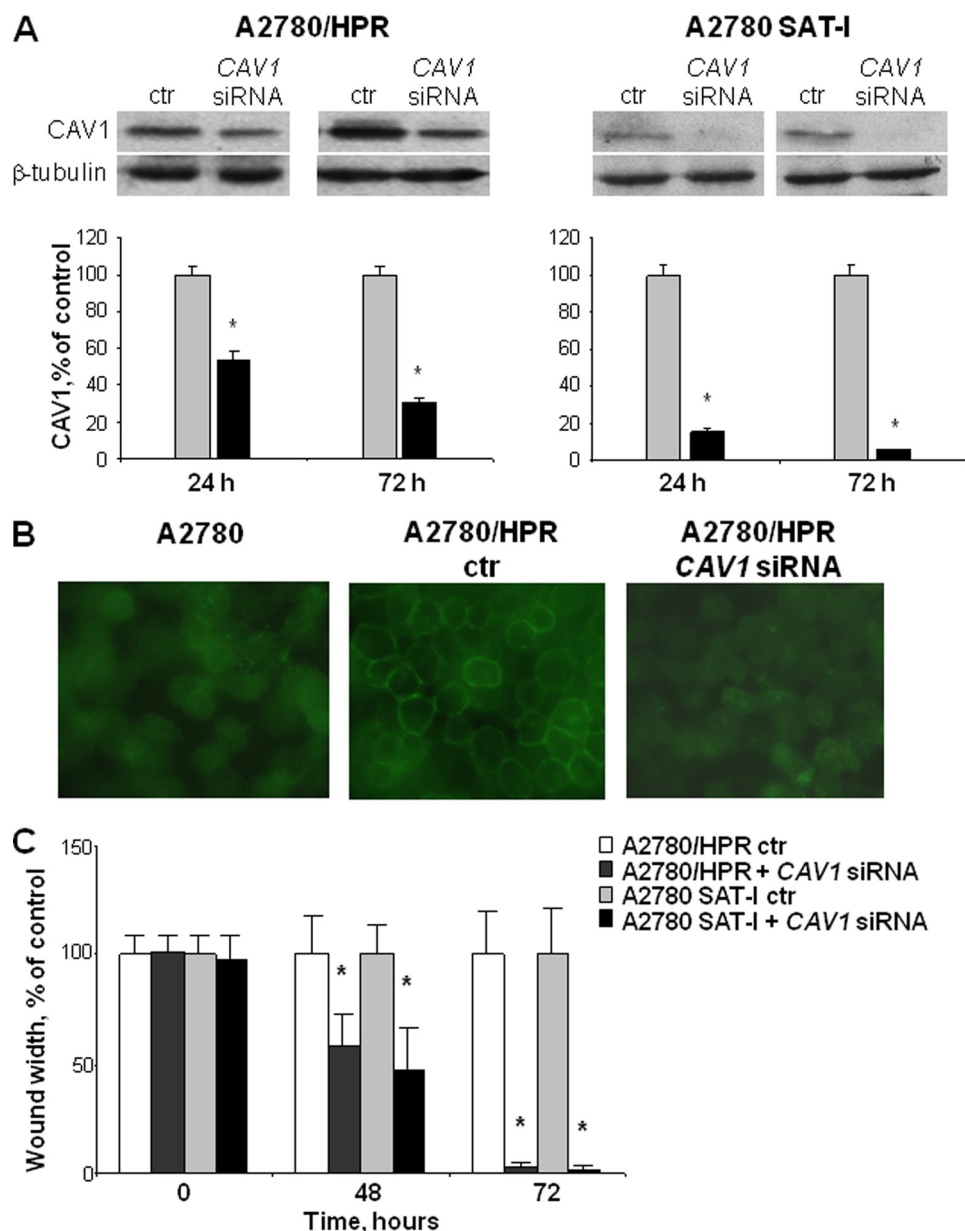 A
A2780/HPR
A2780 SAT-I
ctr
CAV1
siRNA
ctr
CAV1
siRNA
ctr
CAV1
siRNA
ctr
CAV1
siRNA
CAV1
β-tubulin
CAV1,% of control
120
100
80
60
40
20
0
*
*
24 h
72 h
120
100
80
60
40
20
0
*
*
24 h
72 h
B
A2780
A2780/HPR
ctr
A2780/HPR
CAV1 siRNA
C
Wound width, % of control
150
100
50
0
*
*
*
*
0
48
72
Time, hours
A2780/HPR ctr
A2780/HPR + CAV1 siRNA
A2780 SAT-I ctr
A2780 SAT-I + CAV1 siRNA